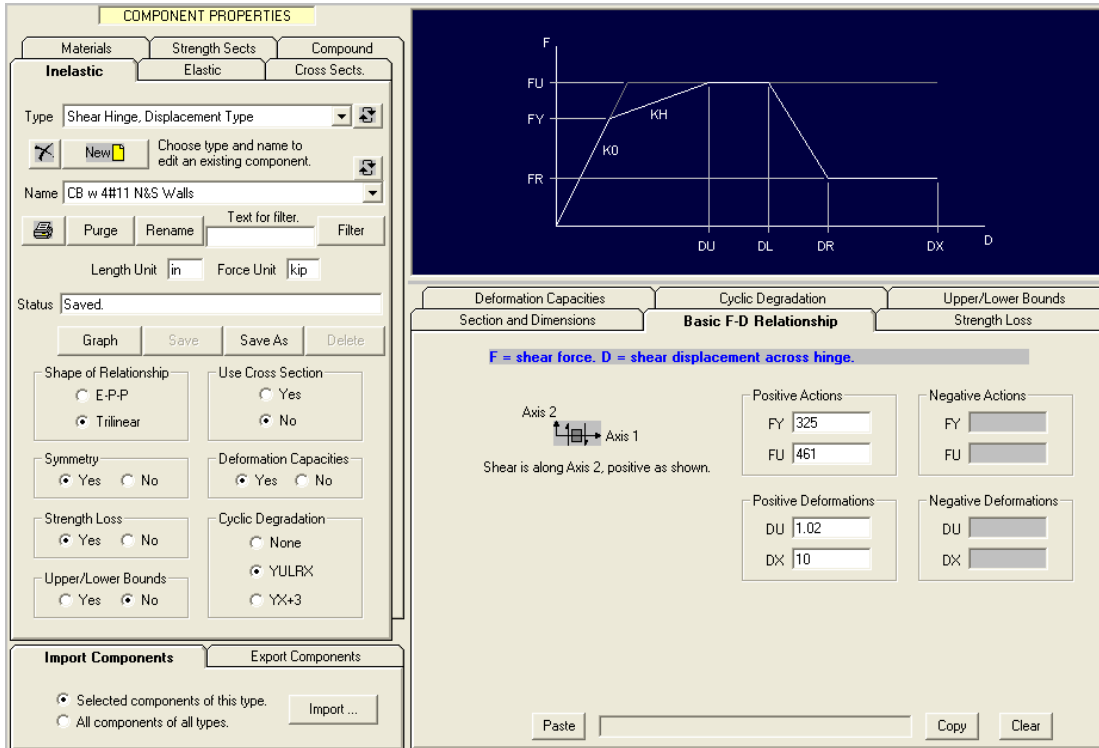 COMPONENT PROPERTIES
Materials Strength Sects Compound
Inelastic Elastic Cross Sects.
Type Shear Hinge, Displacement Type
New Choose type and name to
edit an existing component.
Name CB w 4#11 N&S Walls
Text for filter.
Purge Rename Filter
Length Unit in Force Unit kip
Status Saved.
Graph Save Save As Delete
Shape of Relationship
E-P-P
Trilinear
Use Cross Section
Yes
No
Symmetry
Yes No
Deformation Capacities
Yes No
Strength Loss
Yes No
Cyclic Degradation
None
YULRX
YX+3
Upper/Lower Bounds
Yes No
Import Components Export Components
Selected components of this type.
All components of all types.
Import ...
F
FU
FY
KH
K0
FR
DU DL DR DX D
Deformation Capacities Cyclic Degradation Upper/Lower Bounds
Section and Dimensions Basic F-D Relationship Strength Loss
F = shear force. D = shear displacement across hinge.
Axis 2
Axis 1
Shear is along Axis 2, positive as shown.
Positive Actions
FY 325
FU 461
Negative Actions
FY
FU
Positive Deformations
DU 1.02
DX 10
Negative Deformations
DU
DX
Paste Copy Clear